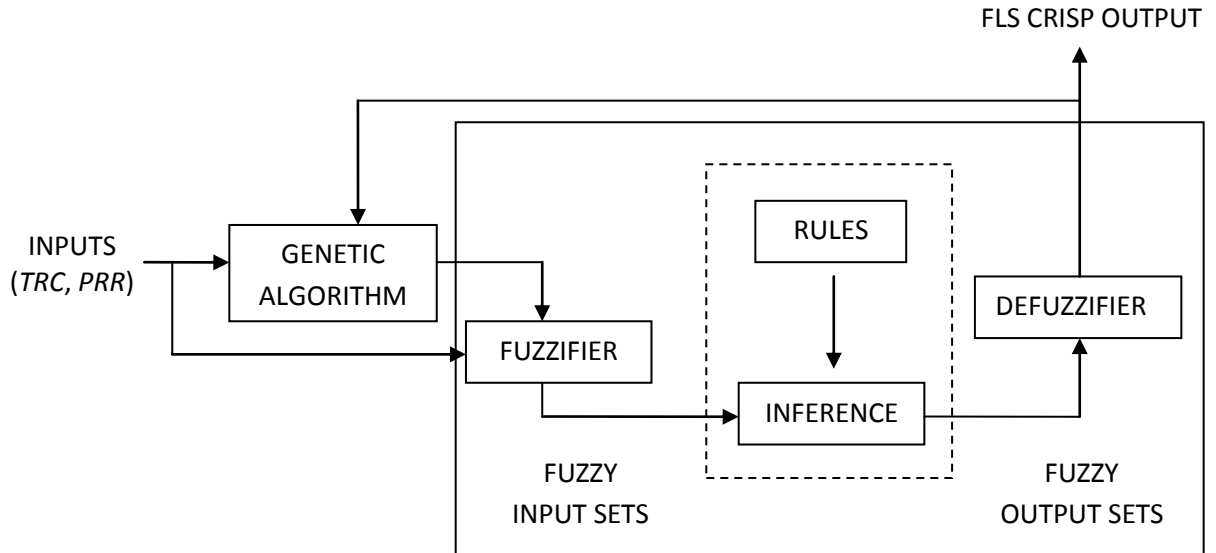 FLS CRISP OUTPUT
INPUTS
(TRC, PRR)
GENETIC
ALGORITHM
RULES
DEFUZZIFIER
FUZZIFIER
INFERENCE
FUZZY
INPUT SETS
FUZZY
OUTPUT SETS